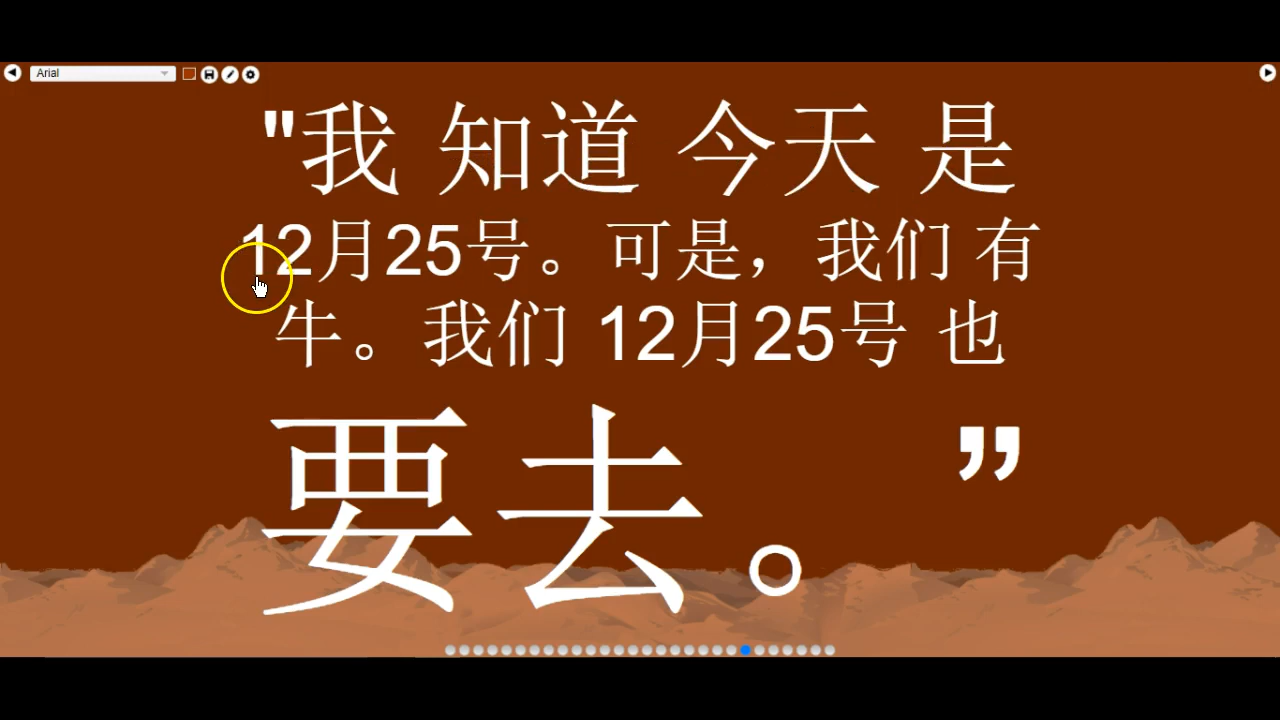 Arial
"我 知道 今天 是
12月25号。可是，我们 有
牛。我们 12月25号 也
要去。 ”